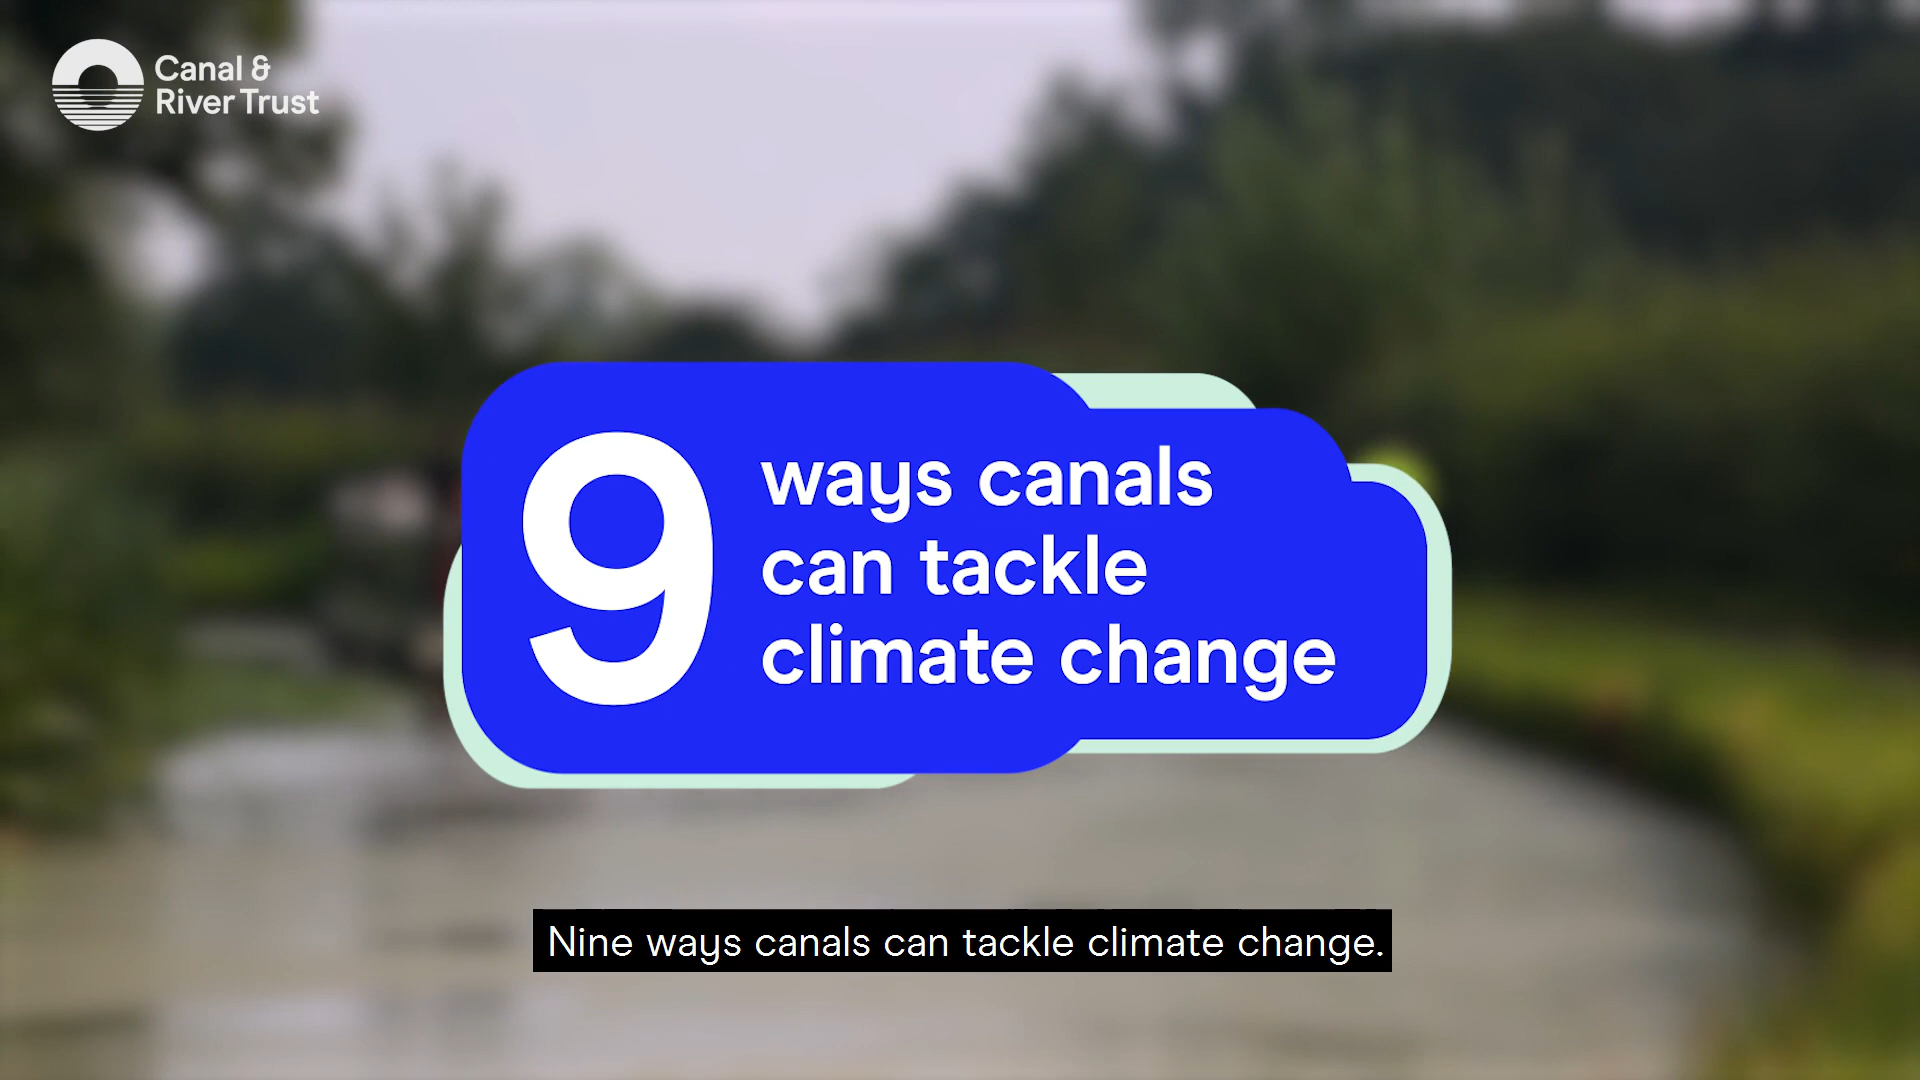 Canal &
River Trust
9
ways canals
can tackle
climate change
Nine ways canals can tackle climate change.